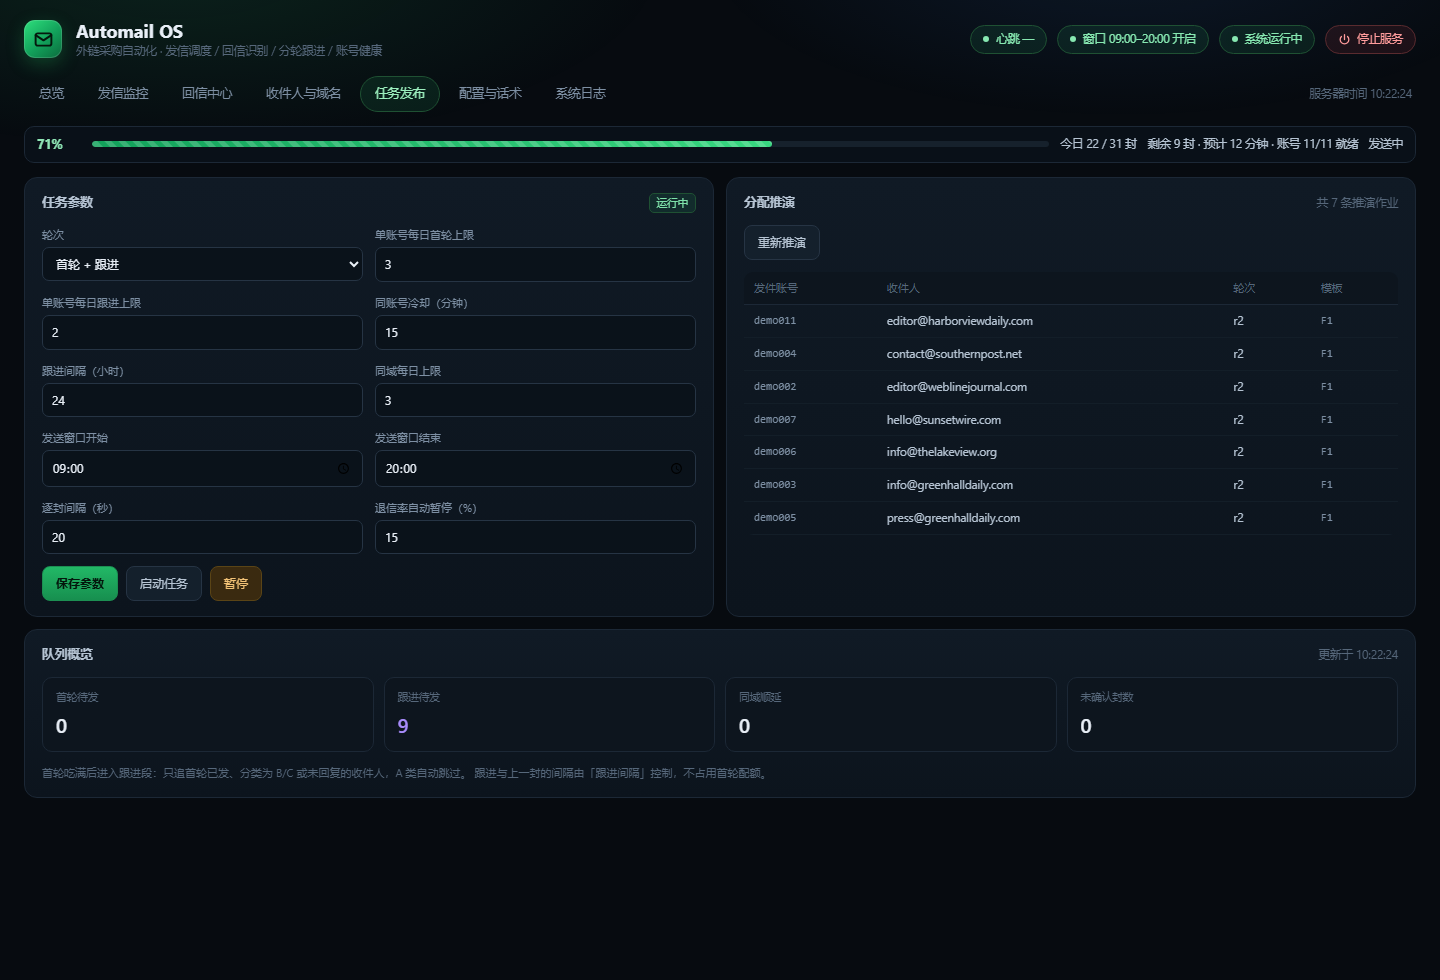 Automail OS
外链采购自动化 · 发信调度 / 回信识别 / 分轮跟进 / 账号健康
心跳 —
窗口 09:00–20:00 开启
系统运行中
停止服务
总览
发信监控
回信中心
收件人与域名
任务发布
配置与话术
系统日志
服务器时间 10:22:24
71%
今日 22 / 31 封 剩余 9 封 · 预计 12 分钟 · 账号 11/11 就绪 发送中
任务参数
运行中
轮次
单账号每日首轮上限
首轮 + 跟进
3
单账号每日跟进上限
同账号冷却（分钟）
2
15
跟进间隔（小时）
同域每日上限
24
3
发送窗口开始
发送窗口结束
09:00
20:00
逐封间隔（秒）
退信率自动暂停（%）
20
15
保存参数
启动任务
暂停
分配推演
共 7 条推演作业
重新推演
发件账号 收件人 轮次 模板
demo011 editor@harborviewdaily.com r2 F1
demo004 contact@southernpost.net r2 F1
demo002 editor@weblinejournal.com r2 F1
demo007 hello@sunsetwire.com r2 F1
demo006 info@thelakeview.org r2 F1
demo003 info@greenhalldaily.com r2 F1
demo005 press@greenhalldaily.com r2 F1
队列概览
更新于 10:22:24
首轮待发
0
跟进待发
9
同域顺延
0
未确认封数
0
首轮吃满后进入跟进段：只追首轮已发、分类为 B/C 或未回复的收件人，A 类自动跳过。 跟进与上一封的间隔由「跟进间隔」控制，不占用首轮配额。